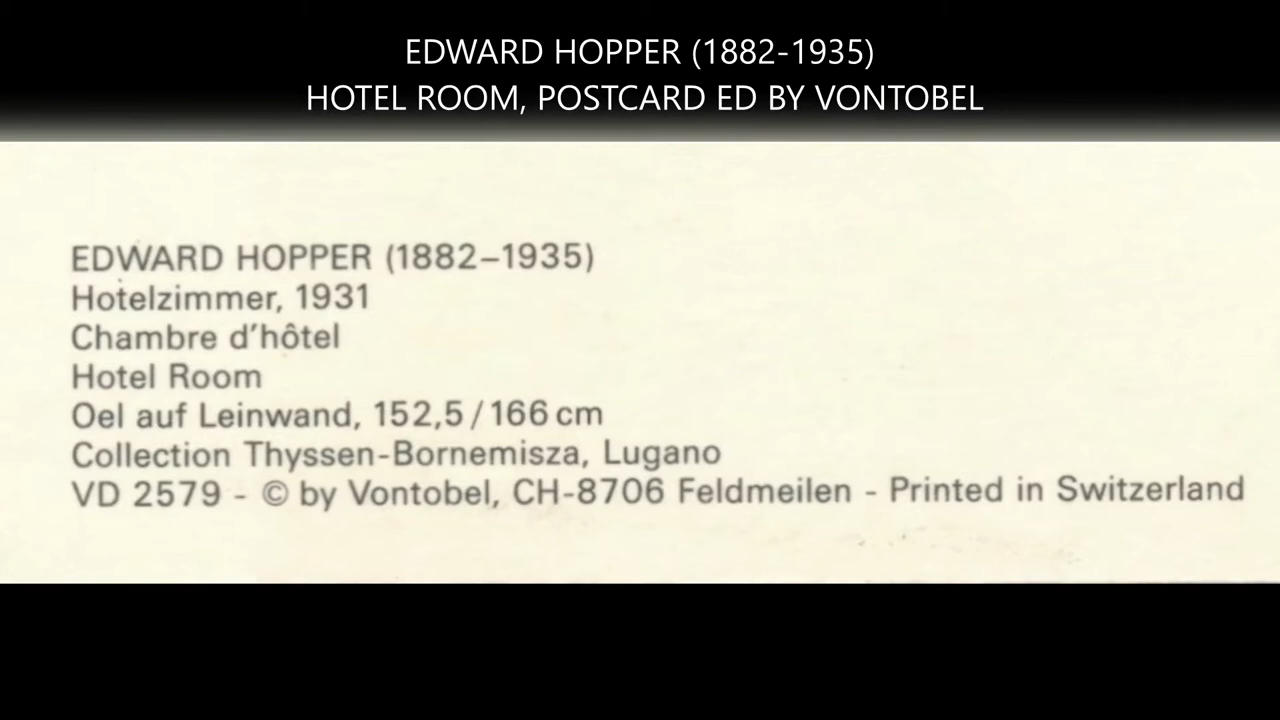 EDWARD HOPPER (1882-1935)
HOTEL ROOM, POSTCARD ED BY VONTOBEL
EDWARD HOPPER (1882–1935)
Hotelzimmer, 1931
Chambre d'hôtel
Hotel Room
Oel auf Leinwand, 152,5/166 cm
Collection Thyssen-Bornemisza, Lugano
VD 2579 - © by Vontobel, CH-8706 Feldmeilen - Printed in Switzerland